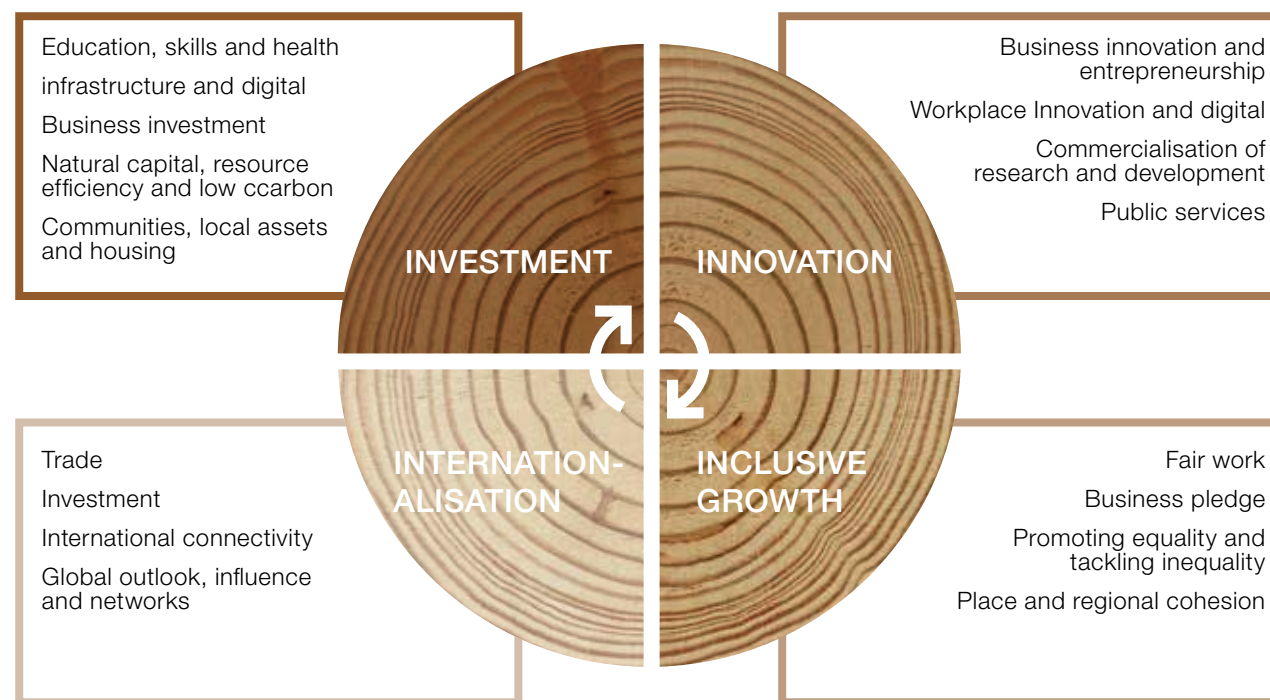 Education, skills and health
infrastructure and digital
Business investment
Natural capital, resource
efficiency and low ccarbon
Communities, local assets
and housing
INVESTMENT
Business innovation and
entrepreneurship
Workplace Innovation and digital
Commercialisation of
research and development
Public services
INNOVATION
Trade
Investment
International connectivity
Global outlook, influence
and networks
INTERNATION-
ALISATION
INCLUSIVE
GROWTH
Fair work
Business pledge
Promoting equality and
tackling inequality
Place and regional cohesion